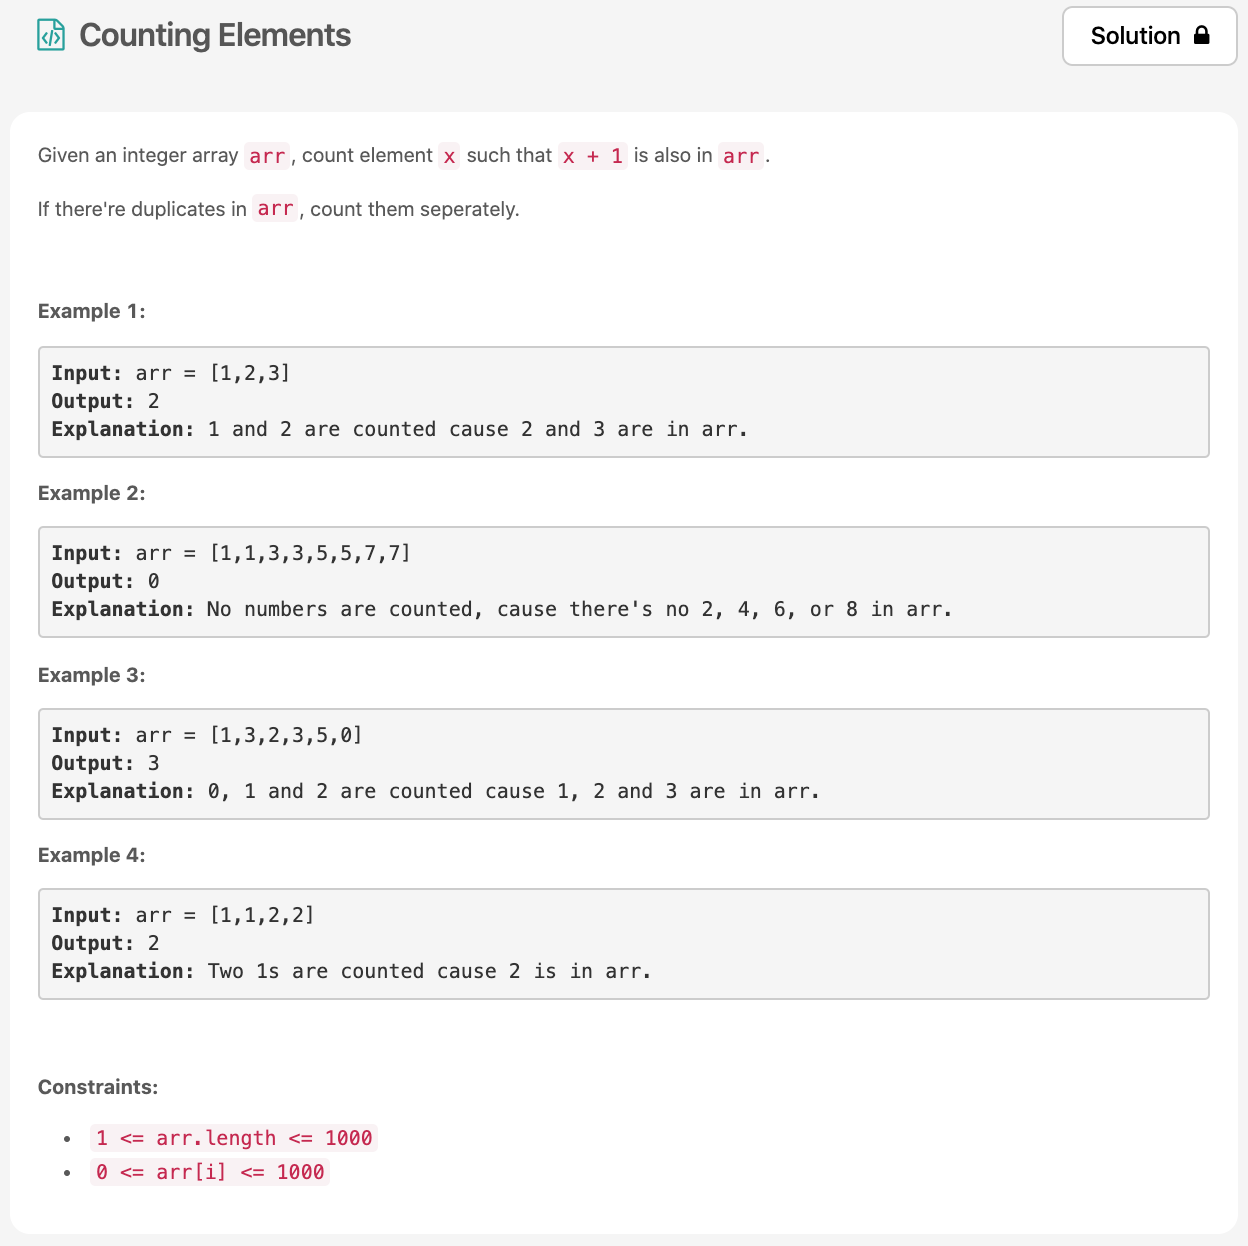 Counting Elements
Solution
Given an integer array arr, count element x such that x + 1 is also in arr.
If there're duplicates in arr, count them seperately.
Example 1:
Input: arr = [1,2,3]
Output: 2
Explanation: 1 and 2 are counted cause 2 and 3 are in arr.
Example 2:
Input: arr = [1,1,3,3,5,5,7,7]
Output: 0
Explanation: No numbers are counted, cause there's no 2, 4, 6, or 8 in arr.
Example 3:
Input: arr = [1,3,2,3,5,0]
Output: 3
Explanation: 0, 1 and 2 are counted cause 1, 2 and 3 are in arr.
Example 4:
Input: arr = [1,1,2,2]
Output: 2
Explanation: Two 1s are counted cause 2 is in arr.
Constraints:
• 1 <= arr.length <= 1000
• 0 <= arr[i] <= 1000